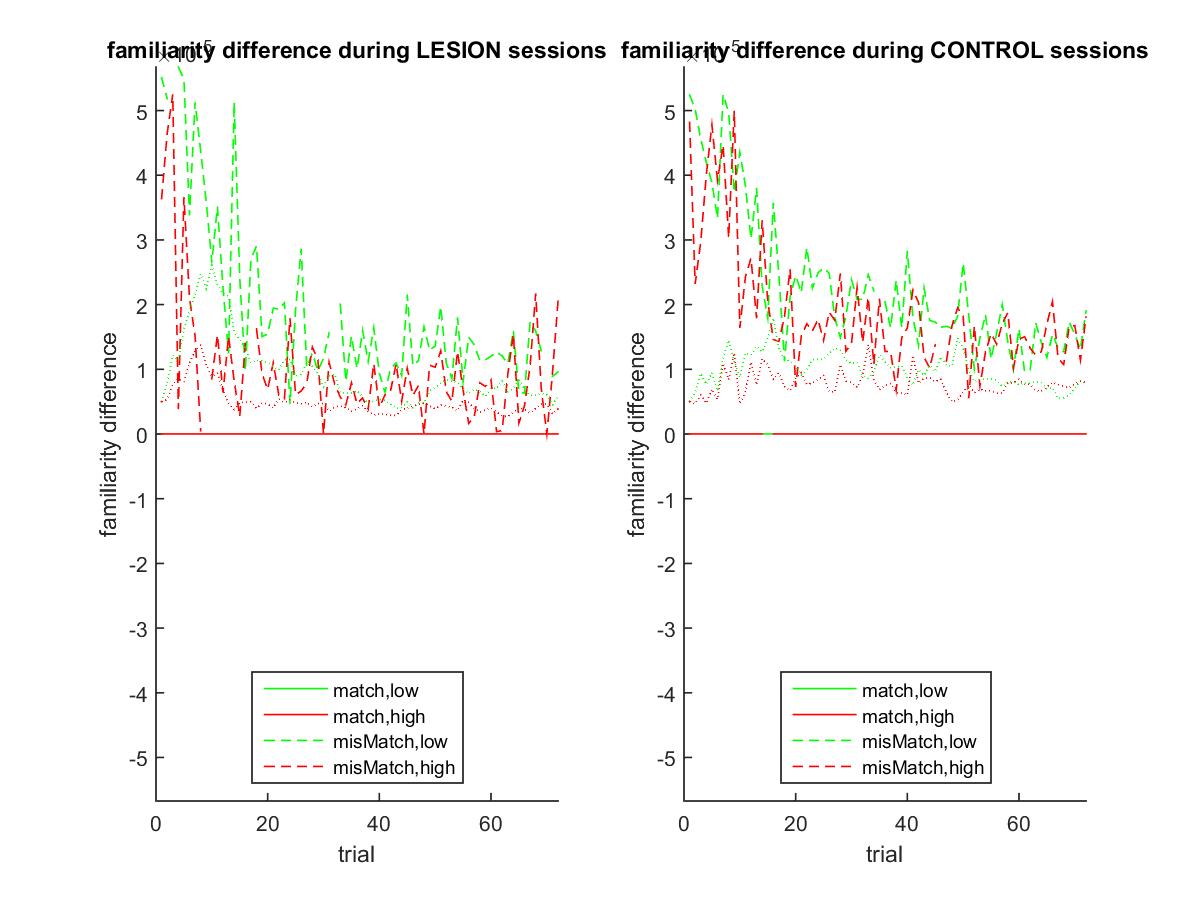 familiarity difference during LESION sessions
familiarity difference during CONTROL sessions
5
4
3
2
1
0
-1
-2
-3
-4
-5
familiarity difference
match,low
match,high
misMatch,low
misMatch,high
0 20 40 60
trial
5
4
3
2
1
0
-1
-2
-3
-4
-5
familiarity difference
match,low
match,high
misMatch,low
misMatch,high
0 20 40 60
trial